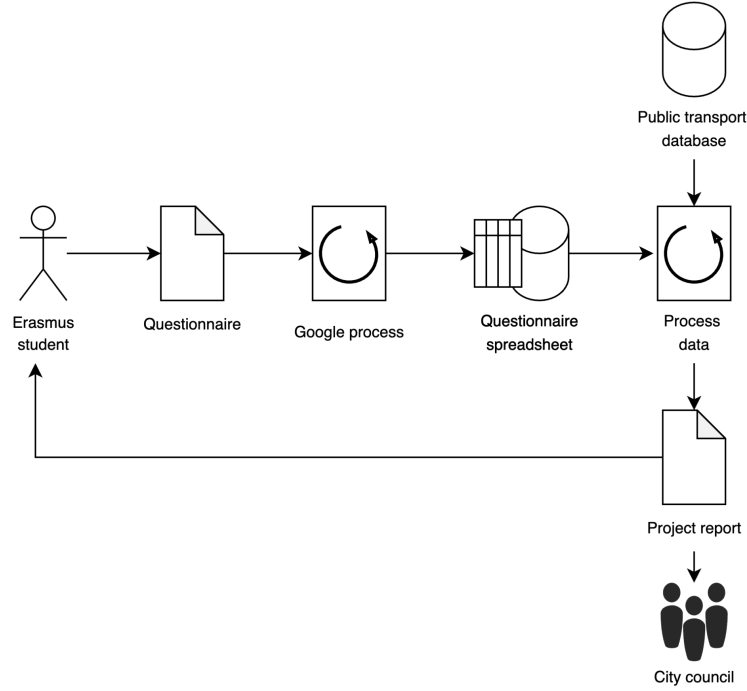 Public transport
database
Erasmus
student
Questionnaire
Google process
Questionnaire
spreadsheet
Process
data
Project report
City council